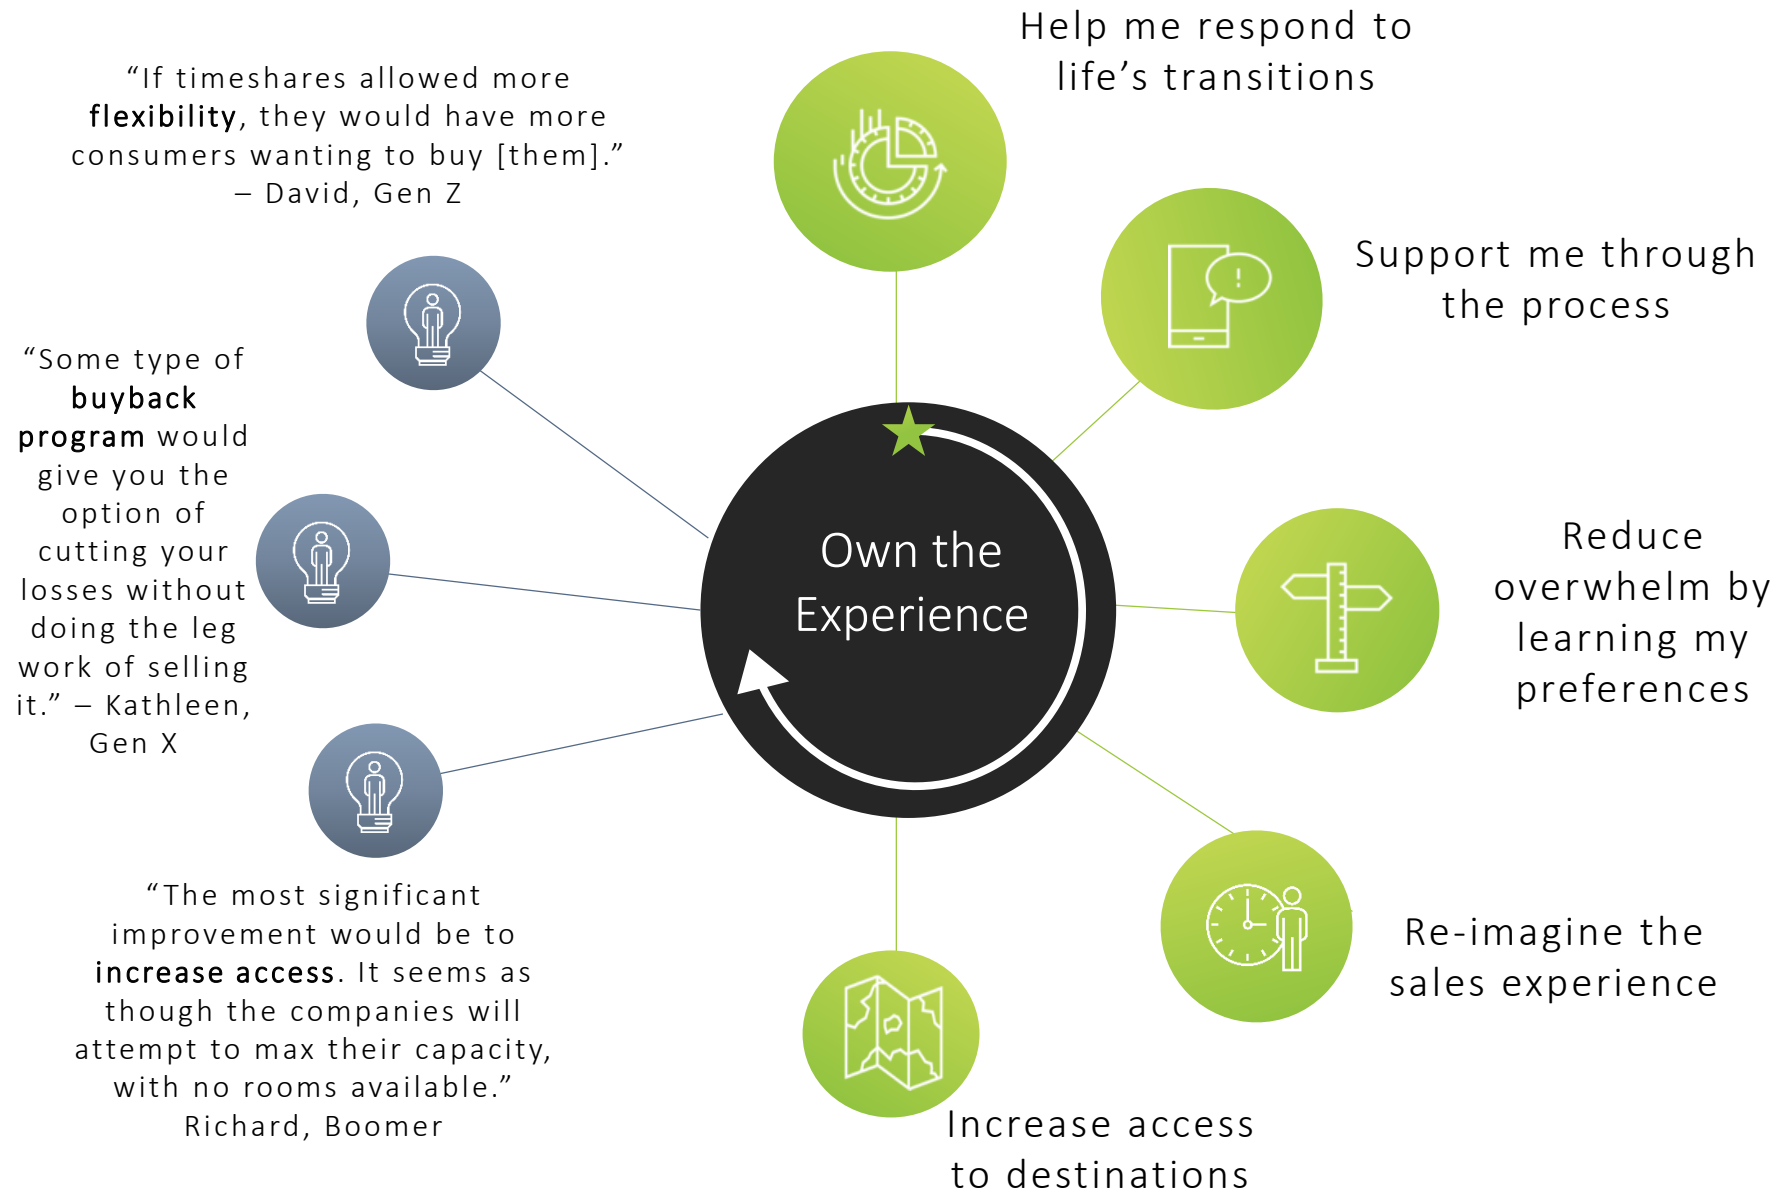 Help me respond to
life’s transitions
“If timeshares allowed more
flexibility, they would have more
consumers wanting to buy [them].”
– David, Gen Z
Support me through
the process
!
“Some type of
buyback
program would
give you the
option of
cutting your
losses without
doing the leg
work of selling
it.” – Kathleen,
Gen X
Own the
Experience
Reduce
overwhelm by
learning my
preferences
“The most significant
improvement would be to
increase access. It seems as
though the companies will
attempt to max their capacity,
with no rooms available.”
Richard, Boomer
Re-imagine the
sales experience
Increase access
to destinations